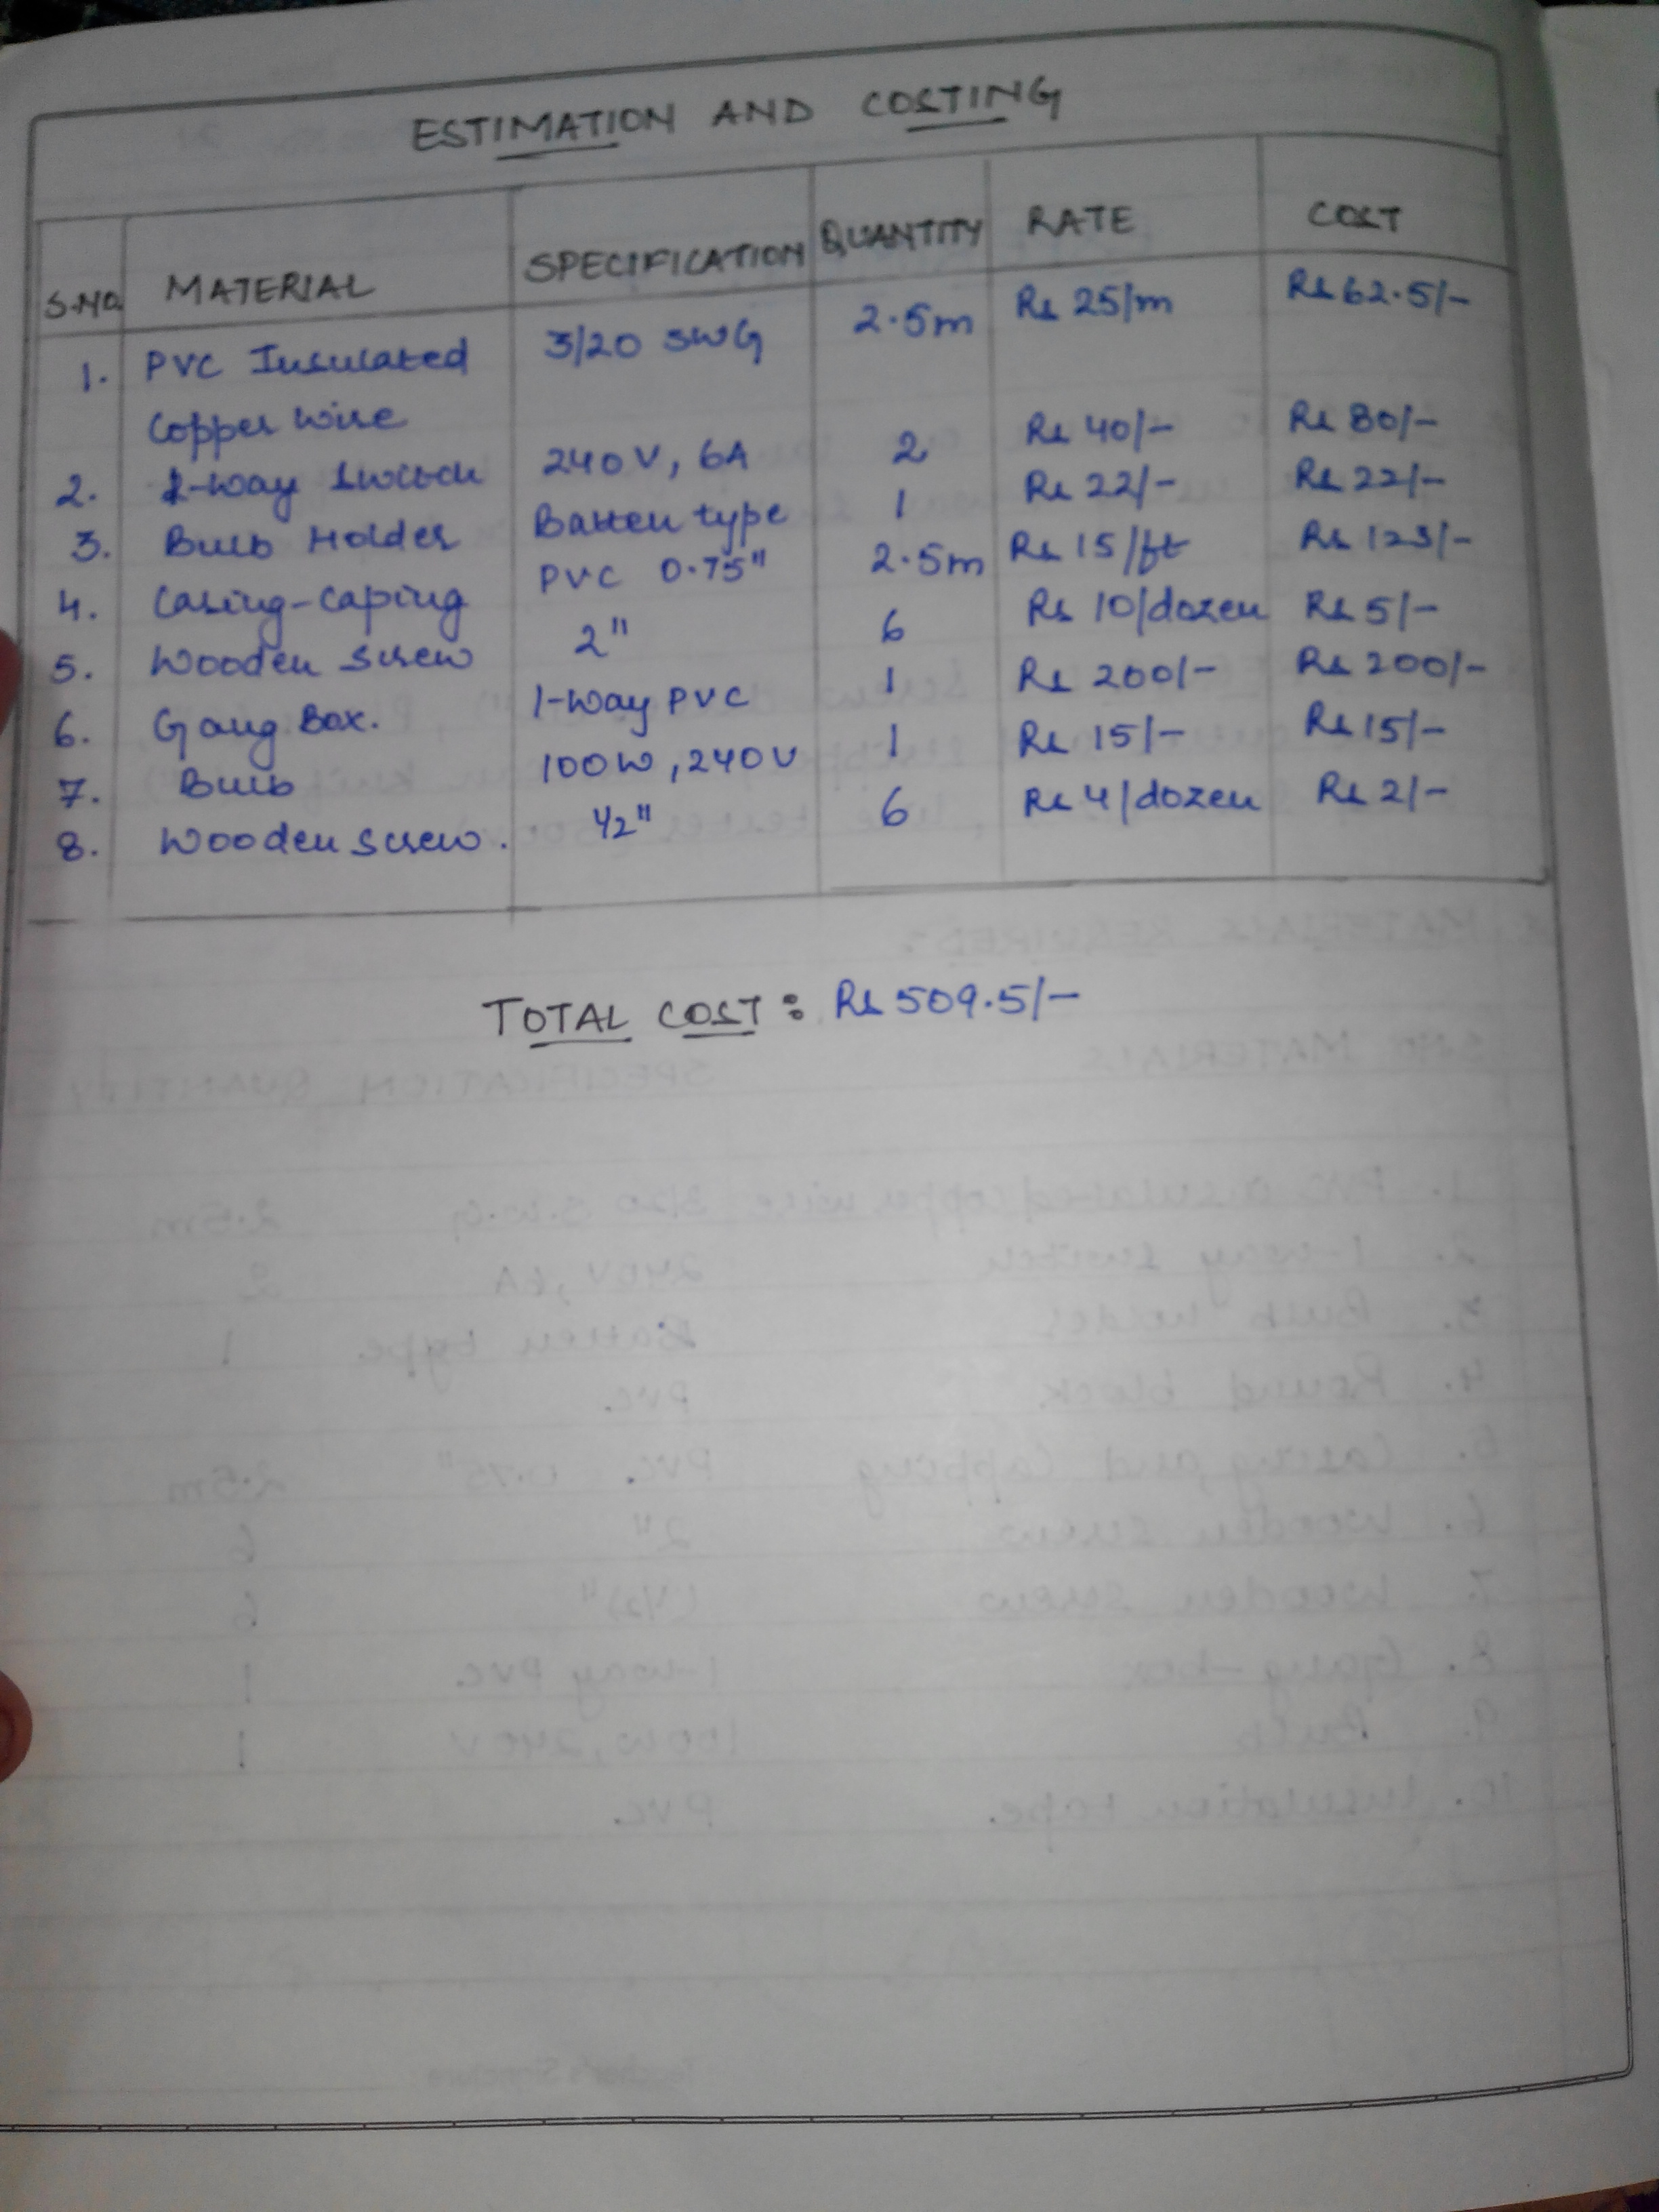 ESTIMATION AND COSTING
S.NO. MATERIAL SPECIFICATION QUANTITY RATE COST
1. PVC Insulated 3/20 SWG 2.5m Rs 25/m Rs 62.5/-
Copper wire
2. 1-way switch 240V, 6A 2 Rs 40/- Rs 80/-
3. Bulb Holder Batten type 1 Rs 22/- Rs 22/-
4. Casing-Caping PVC 0.75" 2.5m Rs 15/ft Rs 123/-
5. Wooden screw 2" 6 Rs 10/dozen Rs 5/-
6. Gang Box. 1-way PVC 1 Rs 200/- Rs 200/-
7. Bulb 100W, 240V 1 Rs 15/- Rs 15/-
8. Wooden screw. 1/2" 6 Rs 4/dozen Rs 2/-
TOTAL COST: Rs 509.5/-